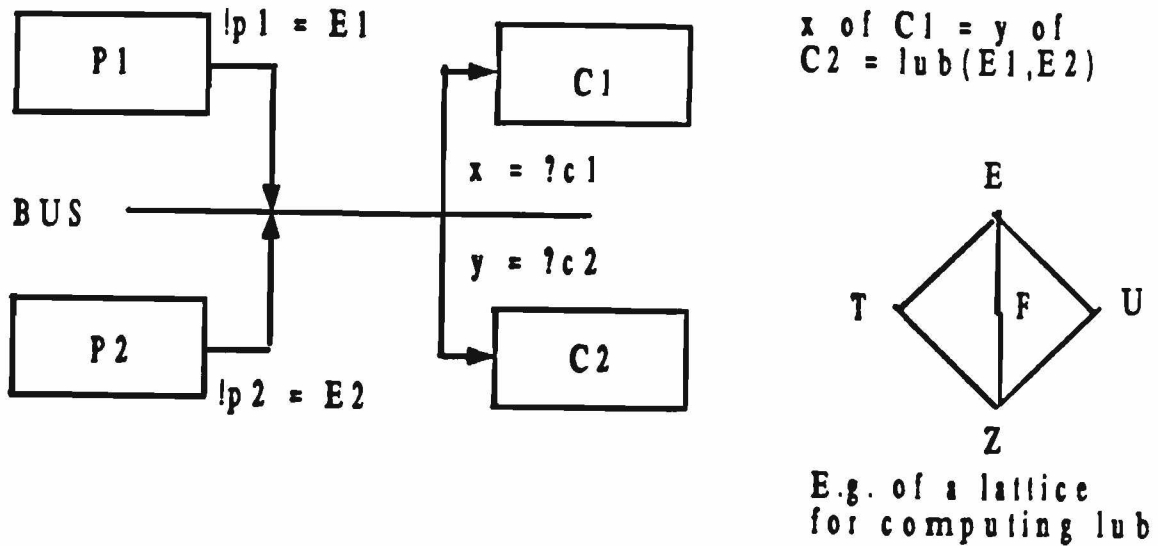 !p1 = E1
P1
C1
x of C1 = y of
C2 = lub(E1,E2)
x = ?c1
BUS
y = ?c2
E
T
F
U
P2
C2
!p2 = E2
Z
E.g. of a lattice
for computing lub